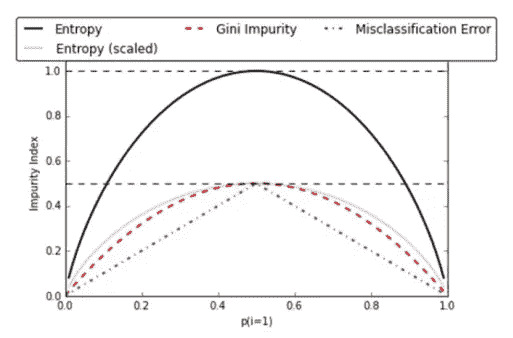 Entropy
Gini Impurity
Misclassification Error
Entropy (scaled)
1.0
0.8
0.6
0.4
0.2
0.0
Impurity Index
0.0 0.2 0.4 0.6 0.8 1.0
p(i=1)